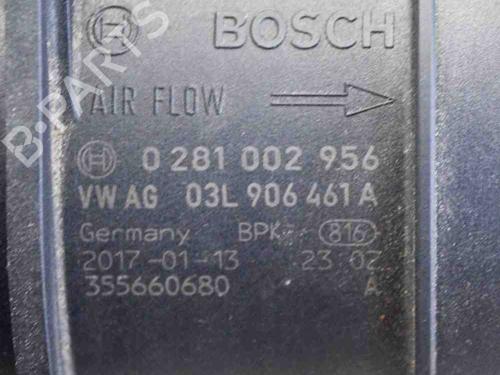 BOSCH
AIR FLOW
0 281 002 956
VW AG 03L 906 461 A
Germany BPK 816
2017-01-13 23 02
355660680 A
B-PARTS